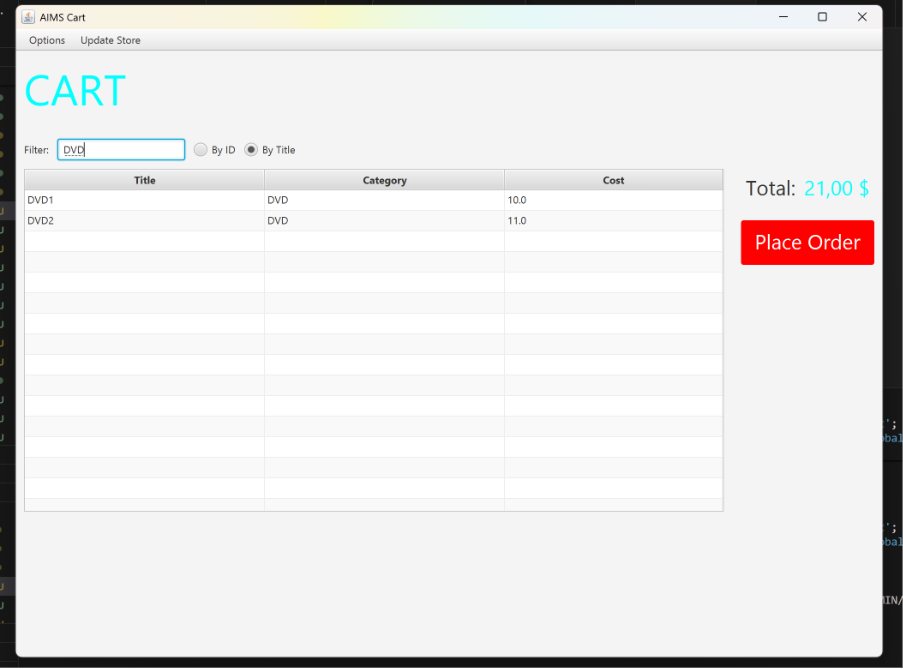 AIMS Cart
Options Update Store
CART
Filter: DVD By ID By Title
Title Category Cost
DVD1 DVD 10.0
DVD2 DVD 11.0
Total: 21,00 $
Place Order